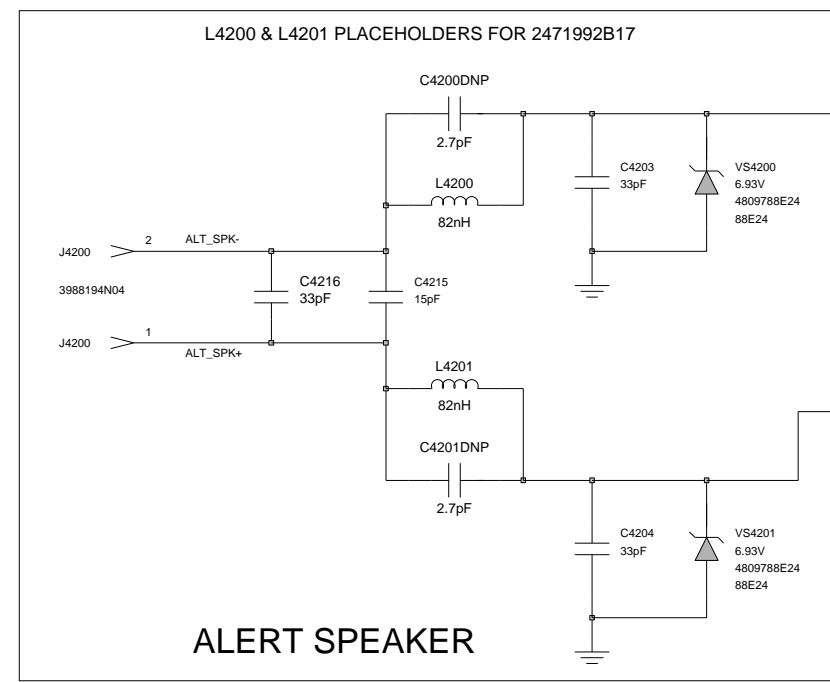 L4200 & L4201 PLACEHOLDERS FOR 2471992B17
C4200DNP
2.7pF
L4200
82nH
C4203
33pF
VS4200
6.93V
4809788E24
88E24
J4200
2
ALT_SPK-
3988194N04
C4216
33pF
C4215
15pF
J4200
1
ALT_SPK+
L4201
82nH
C4201DNP
2.7pF
C4204
33pF
VS4201
6.93V
4809788E24
88E24
ALERT SPEAKER